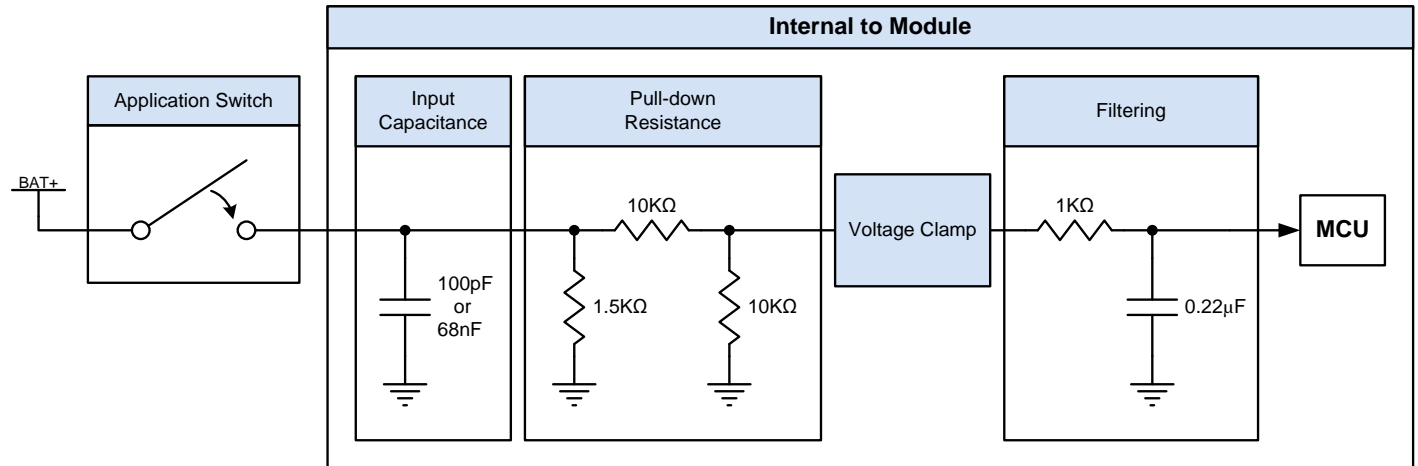 Internal to Module
Application Switch
Input
Capacitance
Pull-down
Resistance
Filtering
BAT+
10KΩ
1KΩ
Voltage Clamp
MCU
100pF
or
68nF
1.5KΩ
10KΩ
0.22μF